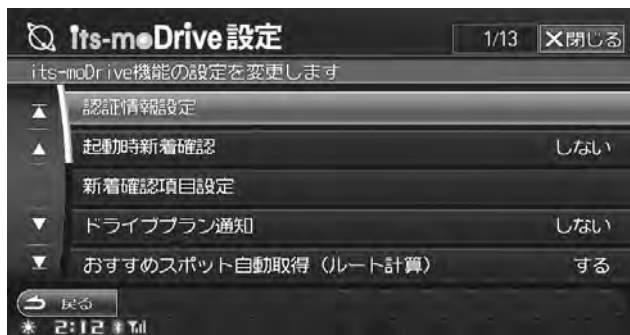 its-moDrive設定 1/13 ×閉じる
its-moDrive機能の設定を変更します
認証情報設定
起動時新着確認 しない
新着確認項目設定
ドライブプラン通知 しない
おすすめスポット自動取得（ルート計算） する
戻る
2:12